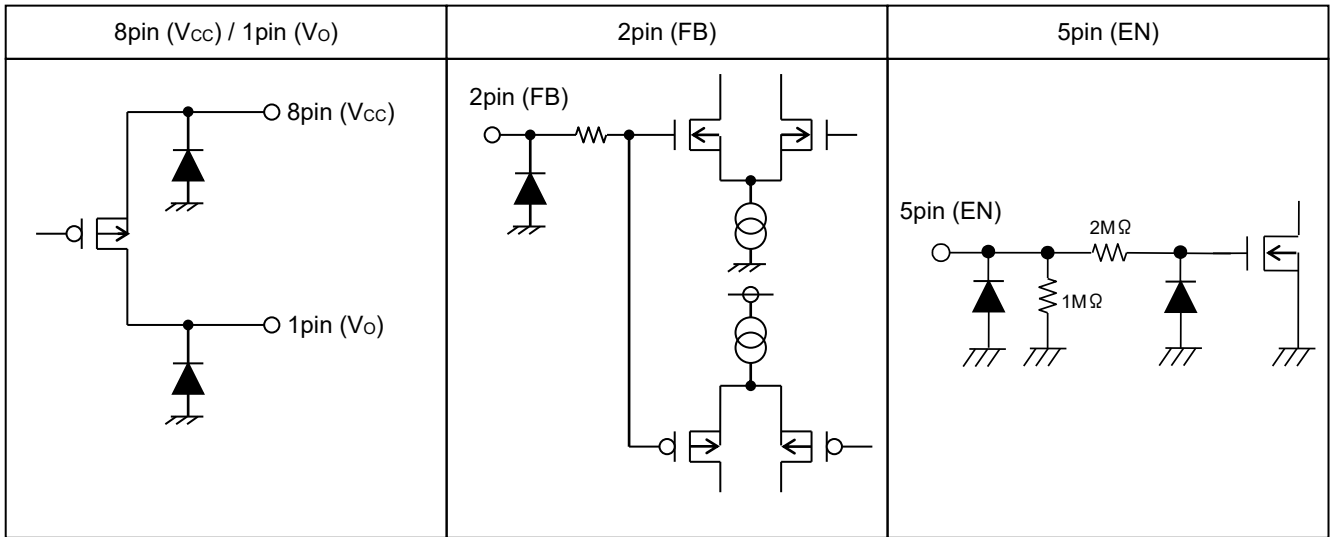 8pin (VCC) / 1pin (VO)
2pin (FB)
5pin (EN)
8pin (VCC)
1pin (VO)
2pin (FB)
5pin (EN)
2MΩ
1MΩ